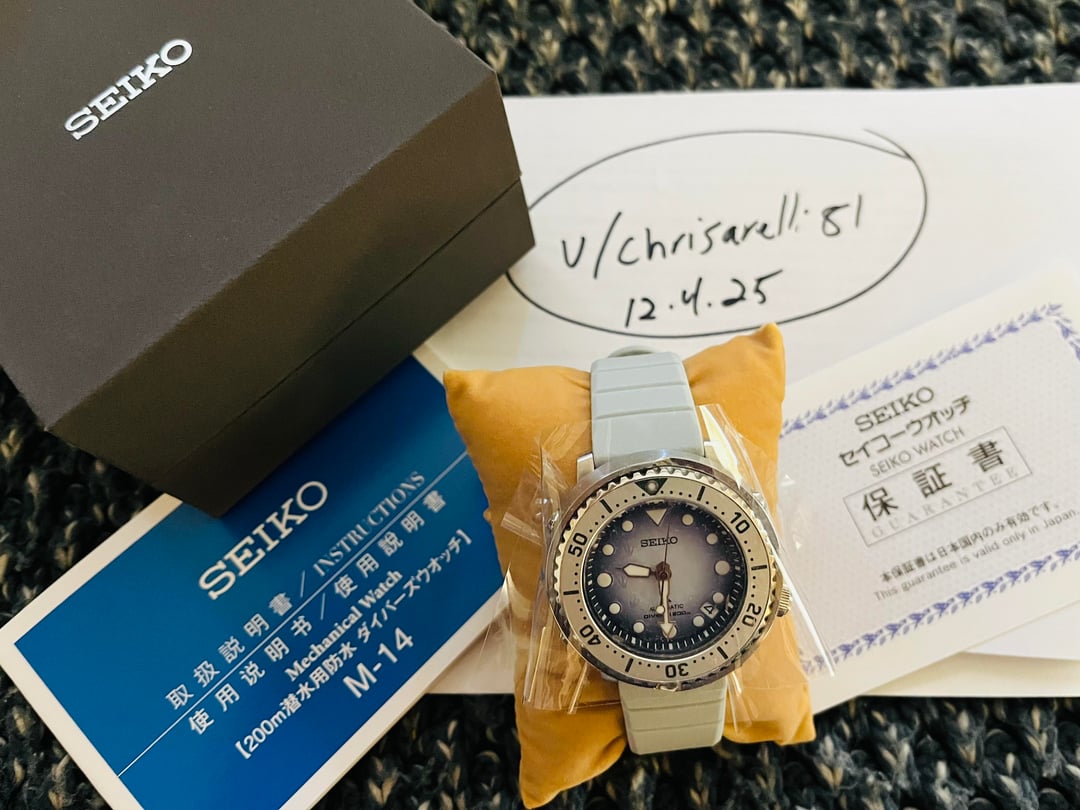 SEIKO
u/chrisarelli81
12.4.25
SEIKO
セイコーウオッチ
SEIKO WATCH
保証書
GUARANTEE
本保証書は日本国内のみ有効です。
This guarantee is valid only in Japan.
SEIKO
取扱説明書 / INSTRUCTIONS
使用说明书 / 使用說明書
Mechanical Watch
【200m潜水用防水 ダイバーズウオッチ】
M-14
10
20
30
40
50
SEIKO
DIVER'S 200m